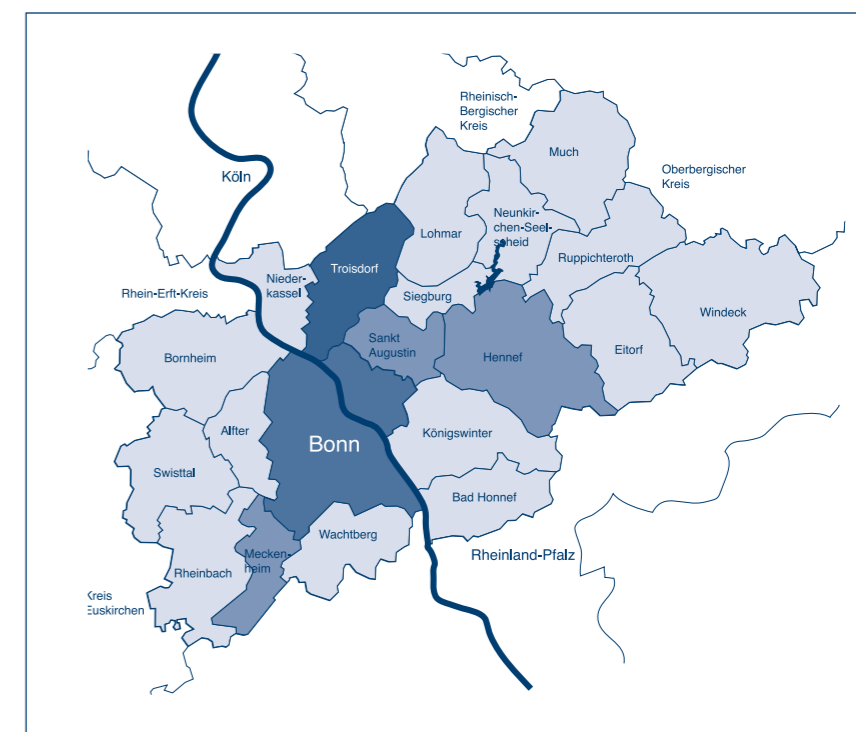 Rheinisch-
Bergischer
Kreis
Much
Oberbergischer
Kreis
Köln
Neunkir-
chen-Seel-
scheid
Lohmar
Ruppichteroth
Troisdorf
Nieder-
kassel
Siegburg
Rhein-Erft-Kreis
Windeck
Sankt
Augustin
Hennef
Eitorf
Bornheim
Alfter
Königswinter
Bonn
Swisttal
Bad Honnef
Wachtberg
Mecken-
heim
Rheinland-Pfalz
Rheinbach
Kreis
Euskirchen